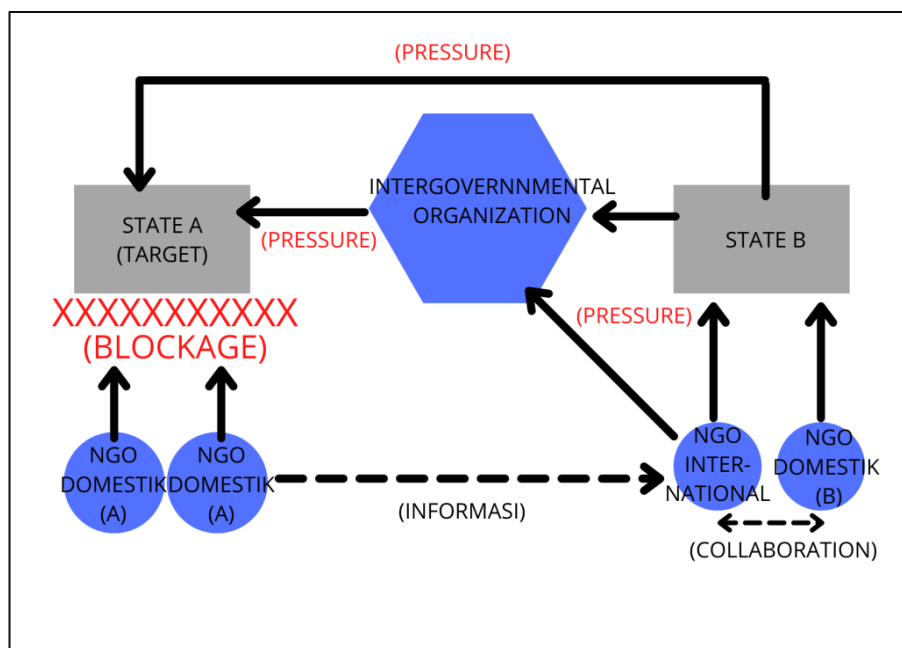 (PRESSURE)
INTERGOVERNNMENTAL
ORGANIZATION
STATE A
(TARGET)
(PRESSURE)
STATE B
XXXXXXXXXXX
(BLOCKAGE)
(PRESSURE)
NGO
DOMESTIK
(A)
NGO
DOMESTIK
(A)
(INFORMASI)
NGO
INTER-
NATIONAL
NGO
DOMESTIK
(B)
(COLLABORATION)